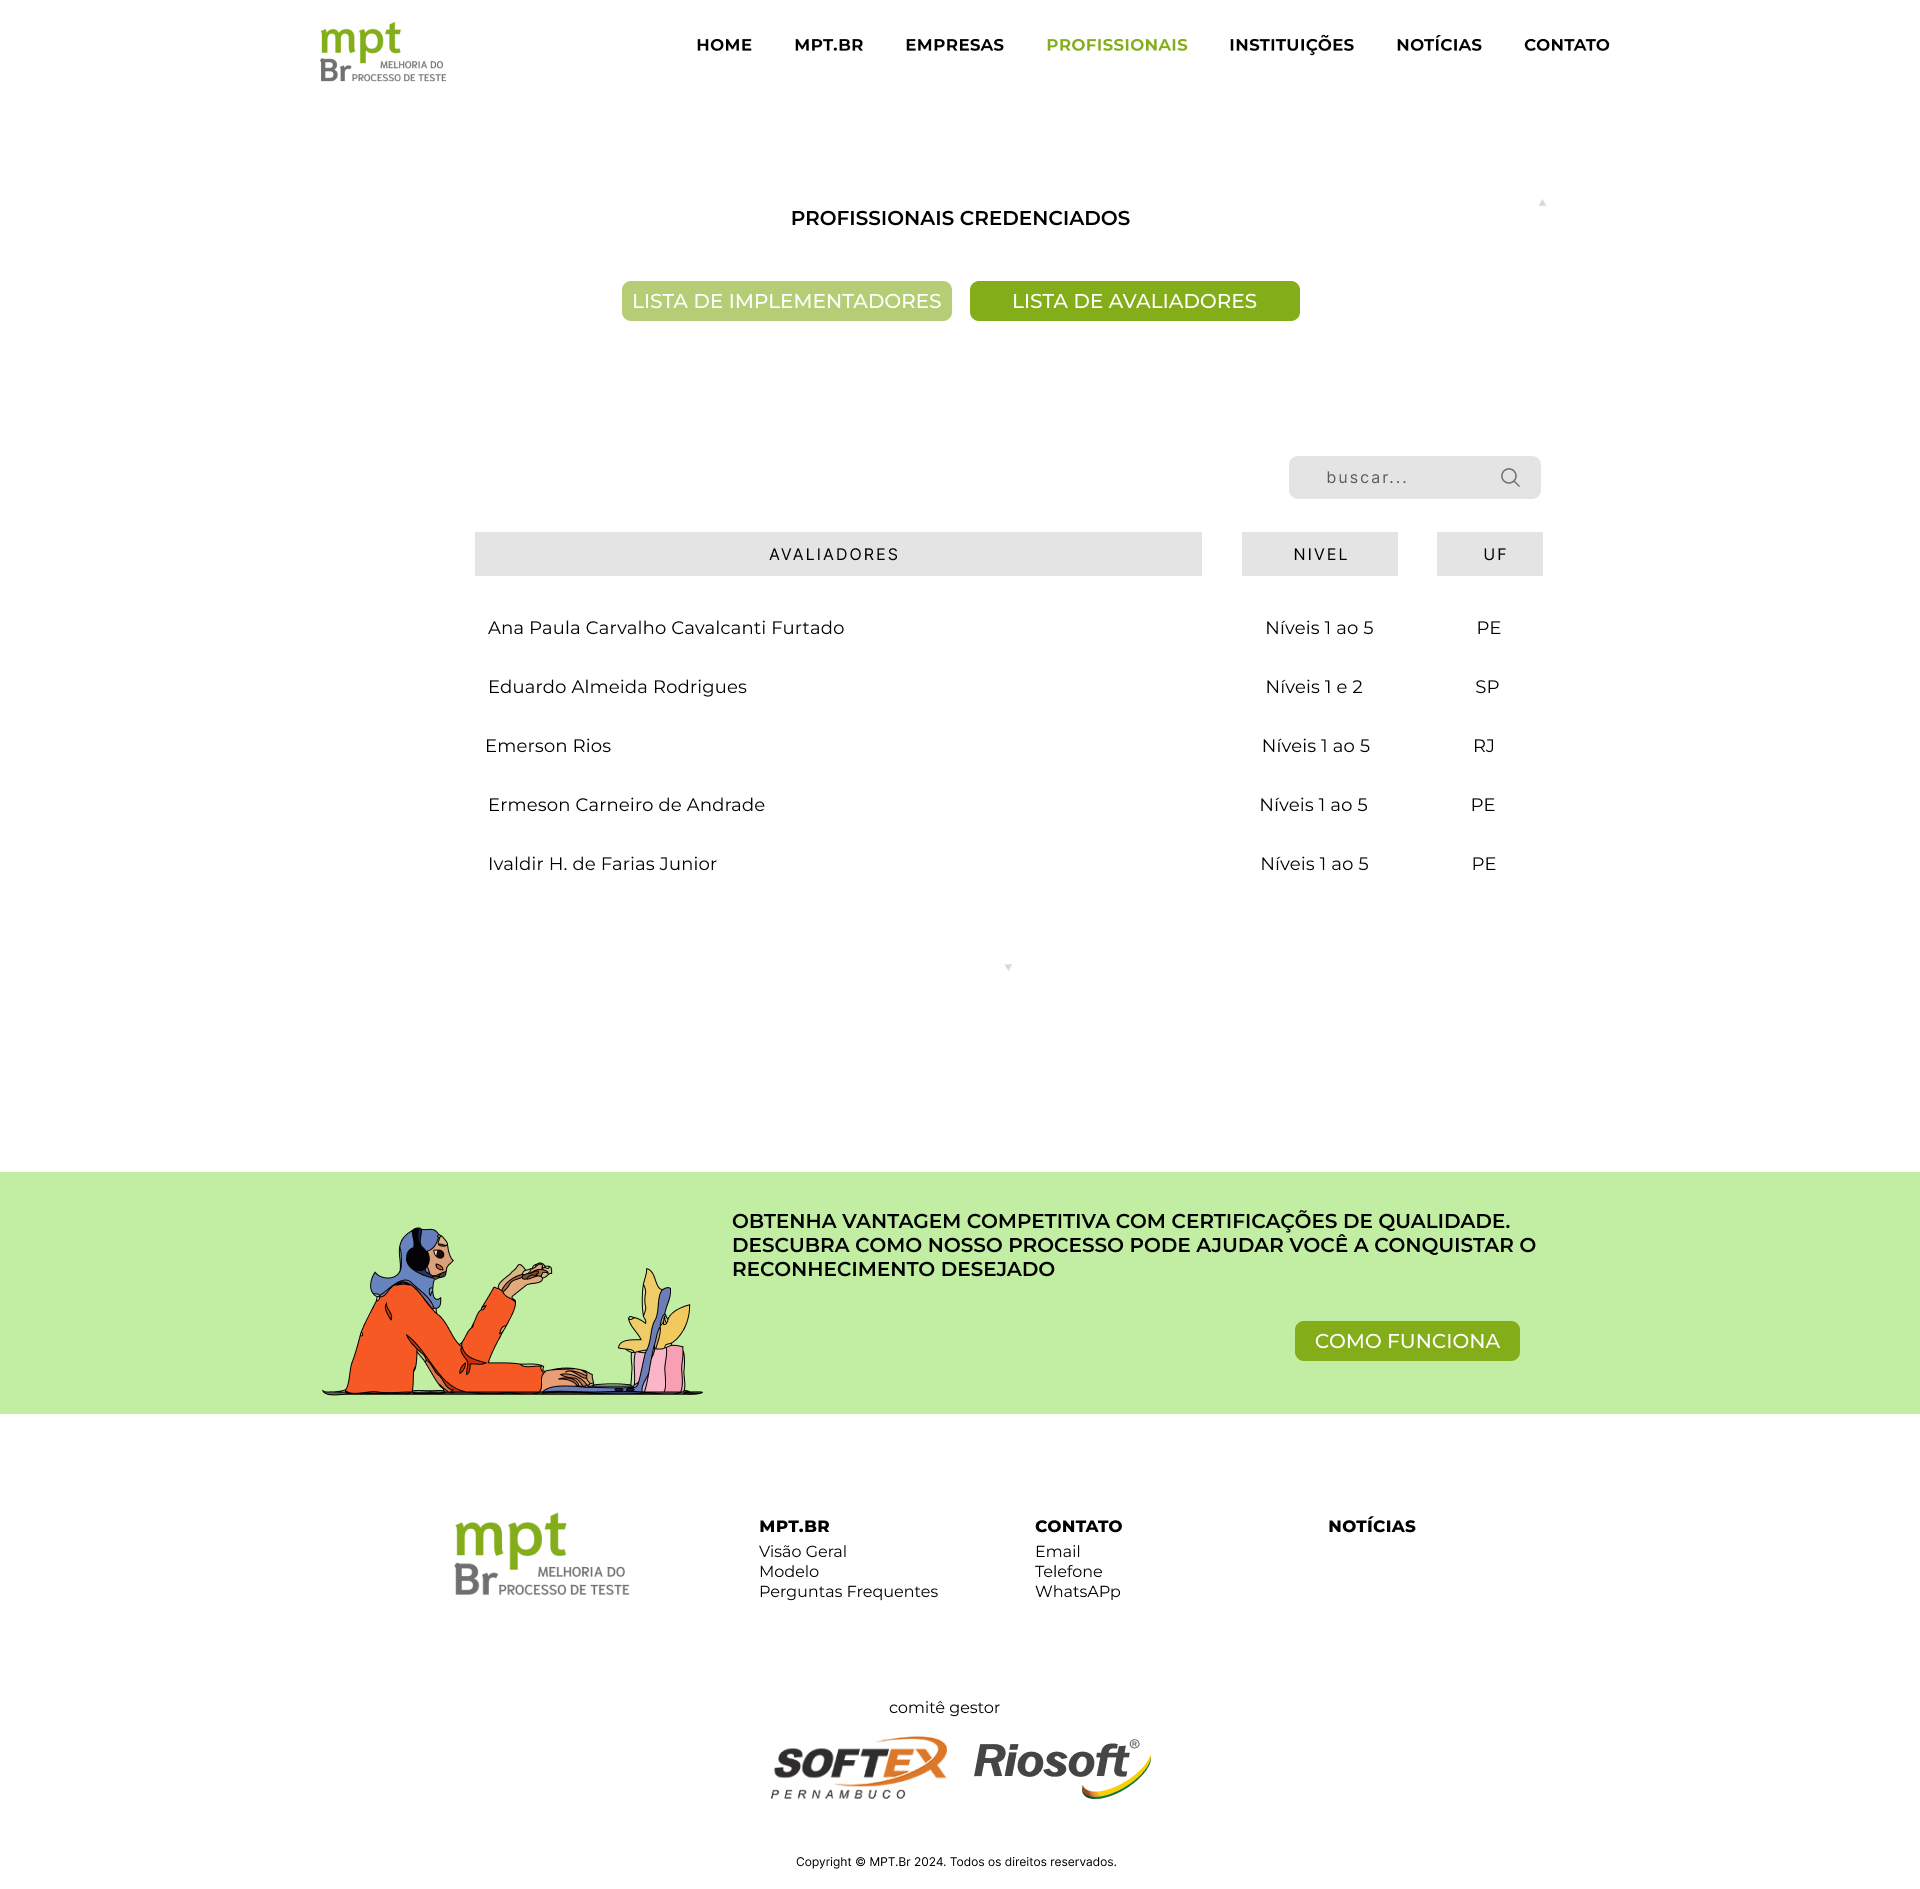 mpt
Br MELHORIA DO
PROCESSO DE TESTE
HOME MPT.BR EMPRESAS PROFISSIONAIS INSTITUIÇÕES NOTÍCIAS CONTATO
PROFISSIONAIS CREDENCIADOS
LISTA DE IMPLEMENTADORES LISTA DE AVALIADORES
buscar...
AVALIADORES NIVEL UF
Ana Paula Carvalho Cavalcanti Furtado Níveis 1 ao 5 PE
Eduardo Almeida Rodrigues Níveis 1 e 2 SP
Emerson Rios Níveis 1 ao 5 RJ
Ermeson Carneiro de Andrade Níveis 1 ao 5 PE
Ivaldir H. de Farias Junior Níveis 1 ao 5 PE
OBTENHA VANTAGEM COMPETITIVA COM CERTIFICAÇÕES DE QUALIDADE.
DESCUBRA COMO NOSSO PROCESSO PODE AJUDAR VOCÊ A CONQUISTAR O
RECONHECIMENTO DESEJADO
COMO FUNCIONA
mpt
Br MELHORIA DO
PROCESSO DE TESTE
MPT.BR
Visão Geral
Modelo
Perguntas Frequentes
CONTATO
Email
Telefone
WhatsAPp
NOTÍCIAS
comitê gestor
SOFTEX
PERNAMBUCO
Riosoft®
Copyright © MPT.Br 2024. Todos os direitos reservados.